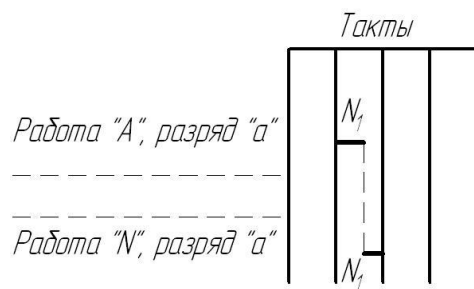 Такты
N₁
Работа "А", разряд "а"
Работа "N", разряд "а"
N₁